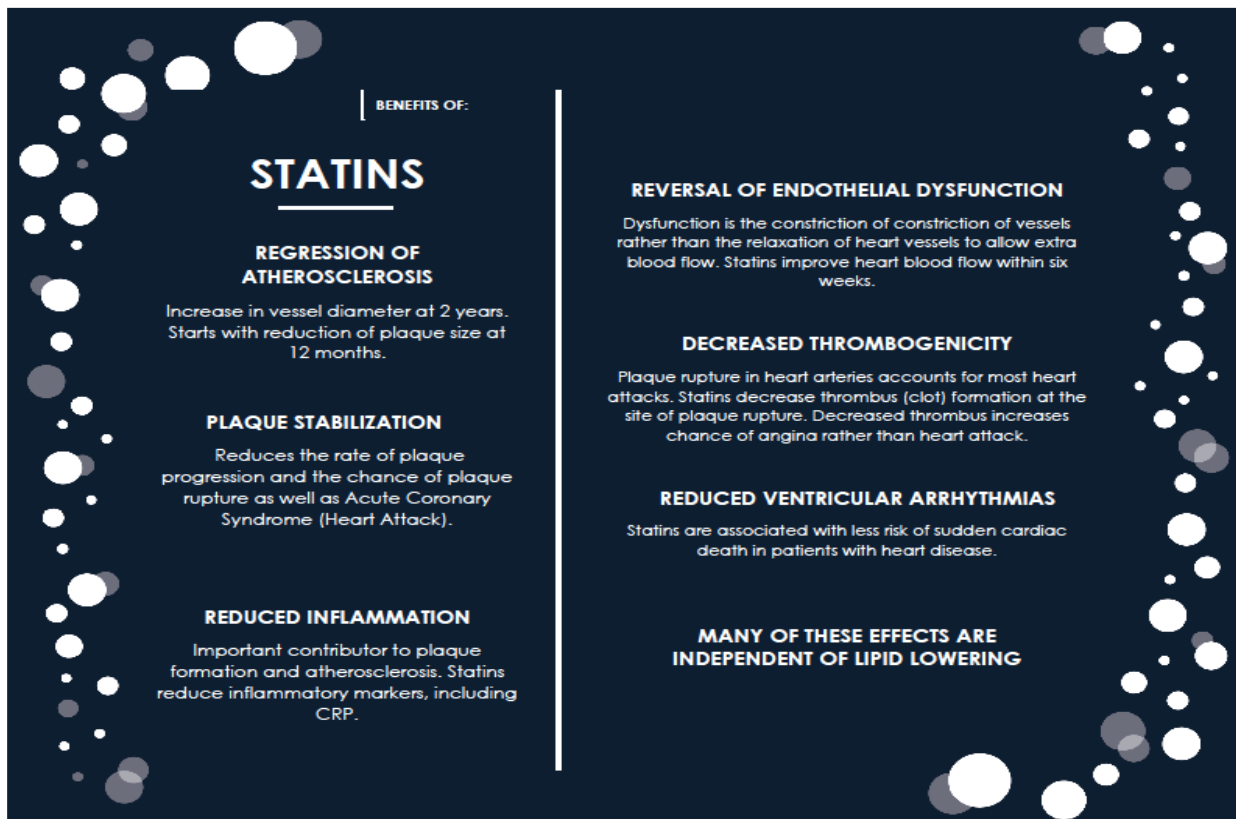 BENEFITS OF:
STATINS
REGRESSION OF
ATHEROSCLEROSIS
Increase in vessel diameter at 2 years.
Starts with reduction of plaque size at
12 months.
PLAQUE STABILIZATION
Reduces the rate of plaque
progression and the chance of plaque
rupture as well as Acute Coronary
Syndrome (Heart Attack).
REDUCED INFLAMMATION
Important contributor to plaque
formation and atherosclerosis. Statins
reduce inflammatory markers, including
CRP.
REVERSAL OF ENDOTHELIAL DYSFUNCTION
Dysfunction is the constriction of constriction of vessels
rather than the relaxation of heart vessels to allow extra
blood flow. Statins improve heart blood flow within six
weeks.
DECREASED THROMBOGENICITY
Plaque rupture in heart arteries accounts for most heart
attacks. Statins decrease thrombus (clot) formation at the
site of plaque rupture. Decreased thrombus increases
chance of angina rather than heart attack.
REDUCED VENTRICULAR ARRHYTHMIAS
Statins are associated with less risk of sudden cardiac
death in patients with heart disease.
MANY OF THESE EFFECTS ARE
INDEPENDENT OF LIPID LOWERING